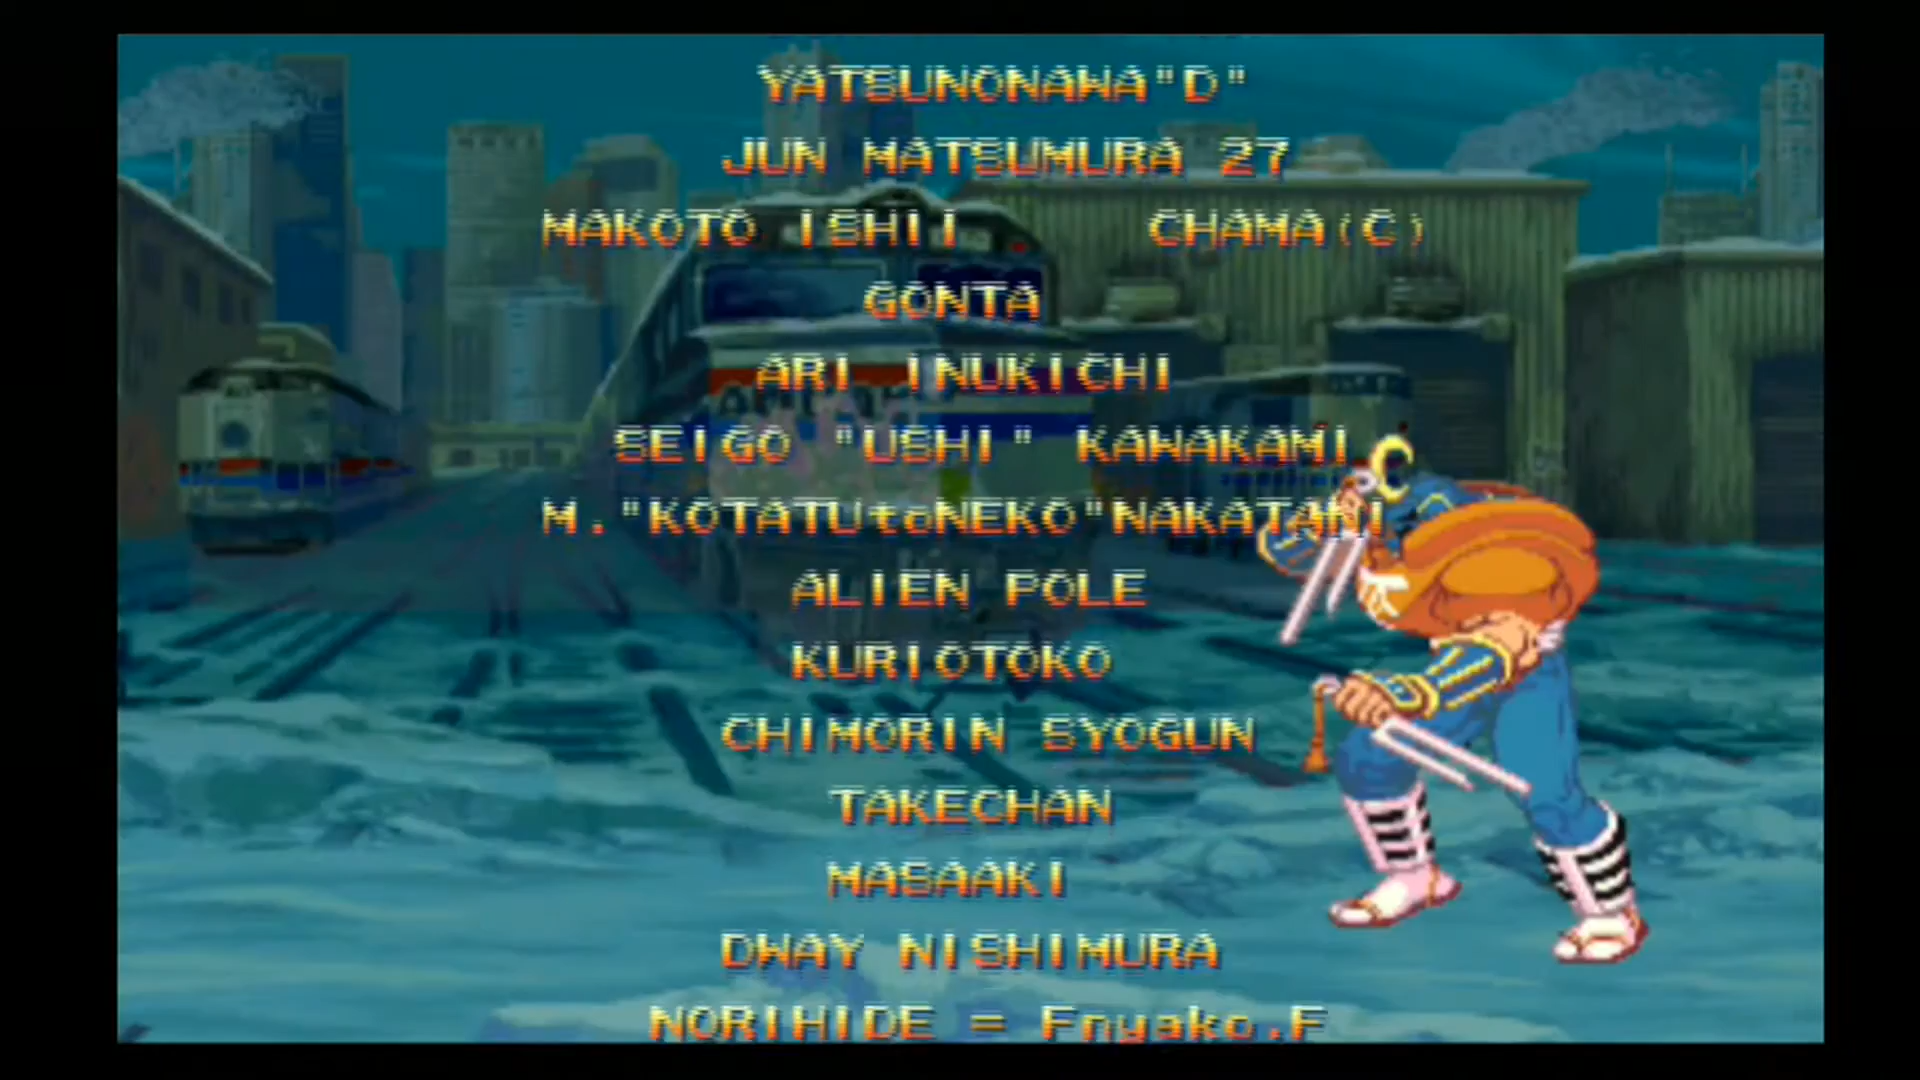 YATSUNONAWA"D"
JUN MATSUMURA 27
MAKOTO ISHII CHAMA(C)
GONTA
ARI INUKICHI
SEIGO "USHI" KAWAKAMI
M."KOTATUtoNEKO"NAKATANI
ALIEN POLE
KURIOTOKO
CHIMORIN SYOGUN
TAKECHAN
MASAAKI
DWAY NISHIMURA
NORIHIDE = Fnyako.F